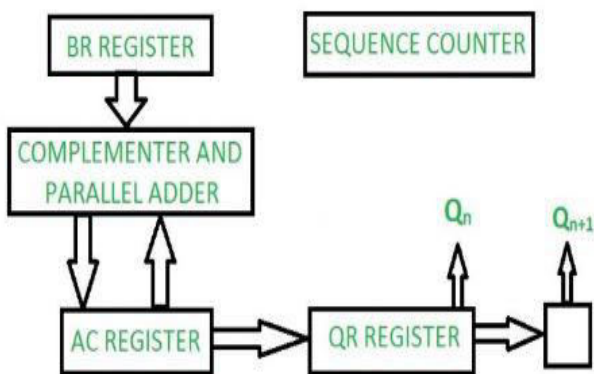 BR REGISTER
SEQUENCE COUNTER
COMPLEMENTER AND
PARALLEL ADDER
Qn
Qn+1
AC REGISTER
QR REGISTER